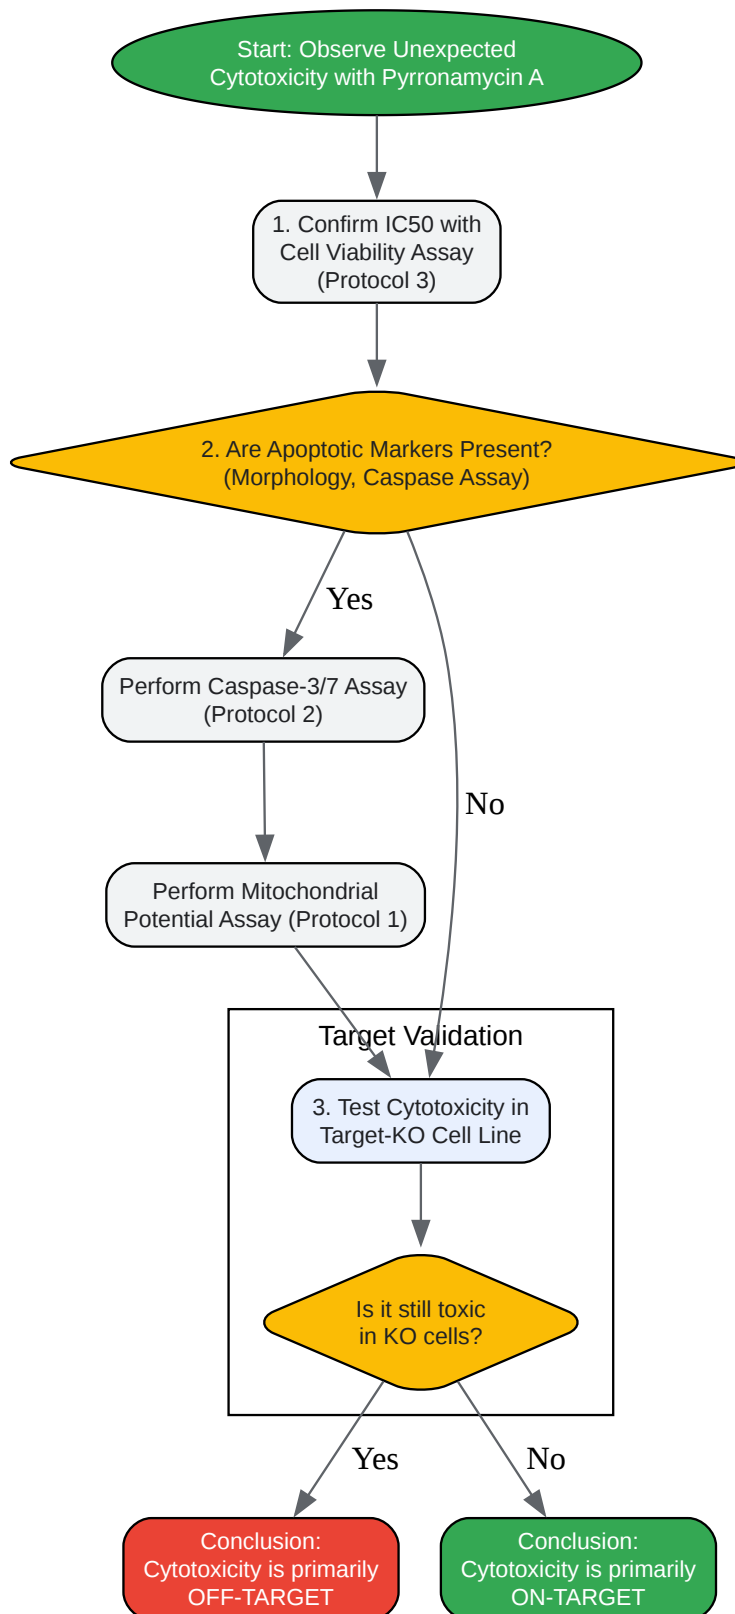 Start: Observe Unexpected
Cytotoxicity with Pyrronamycin A
1. Confirm IC50 with
Cell Viability Assay
(Protocol 3)
2. Are Apoptotic Markers Present?
(Morphology, Caspase Assay)
Yes
Perform Caspase-3/7 Assay
(Protocol 2)
No
Perform Mitochondrial
Potential Assay (Protocol 1)
Target Validation
3. Test Cytotoxicity in
Target-KO Cell Line
Is it still toxic
in KO cells?
Yes
No
Conclusion:
Cytotoxicity is primarily
OFF-TARGET
Conclusion:
Cytotoxicity is primarily
ON-TARGET